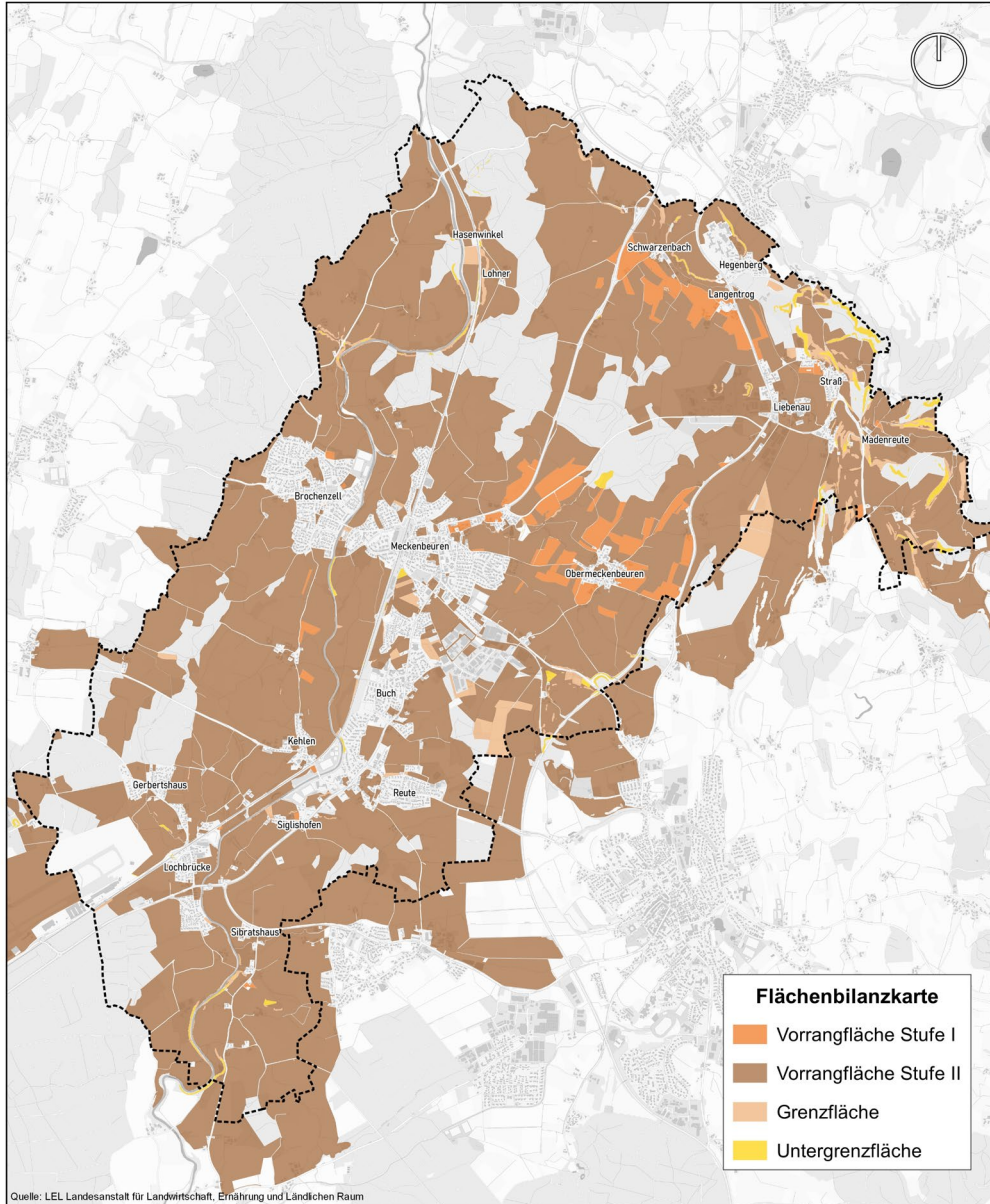 Hasenwinkel
Schwarzenbach
Hegenberg
Lohner
Langentrog
Straß
Liebenau
Madenreute
Brochenzell
Meckenbeuren
Obermeckenbeuren
Buch
Kehlen
Gerbertshaus
Reute
Siglishofen
Lochbrücke
Sibratshaus
Flächenbilanzkarte
Vorrangfläche Stufe I
Vorrangfläche Stufe II
Grenzfläche
Untergrenzfläche
Quelle: LEL Landesanstalt für Landwirtschaft, Ernährung und Ländlichen Raum